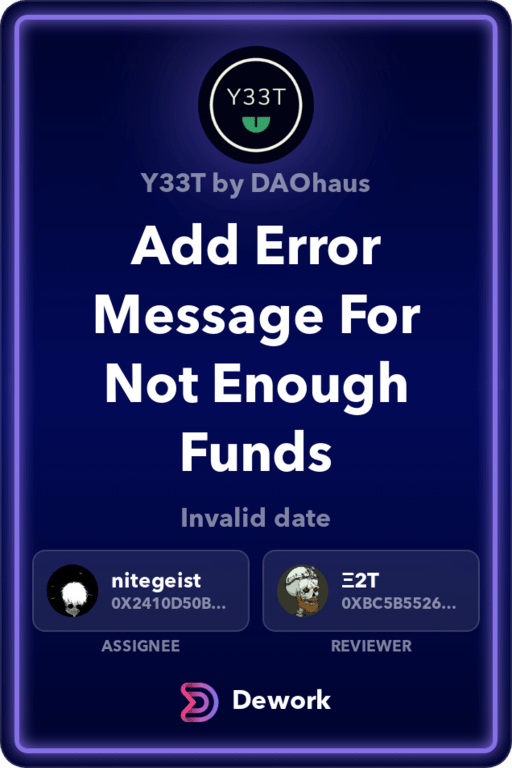 Y33T
Y33T by DAOhaus
Add Error
Message For
Not Enough
Funds
Invalid date
nitegeist
0X2410D50B...
Ξ2T
0XBC5B5526...
ASSIGNEE
REVIEWER
Dework